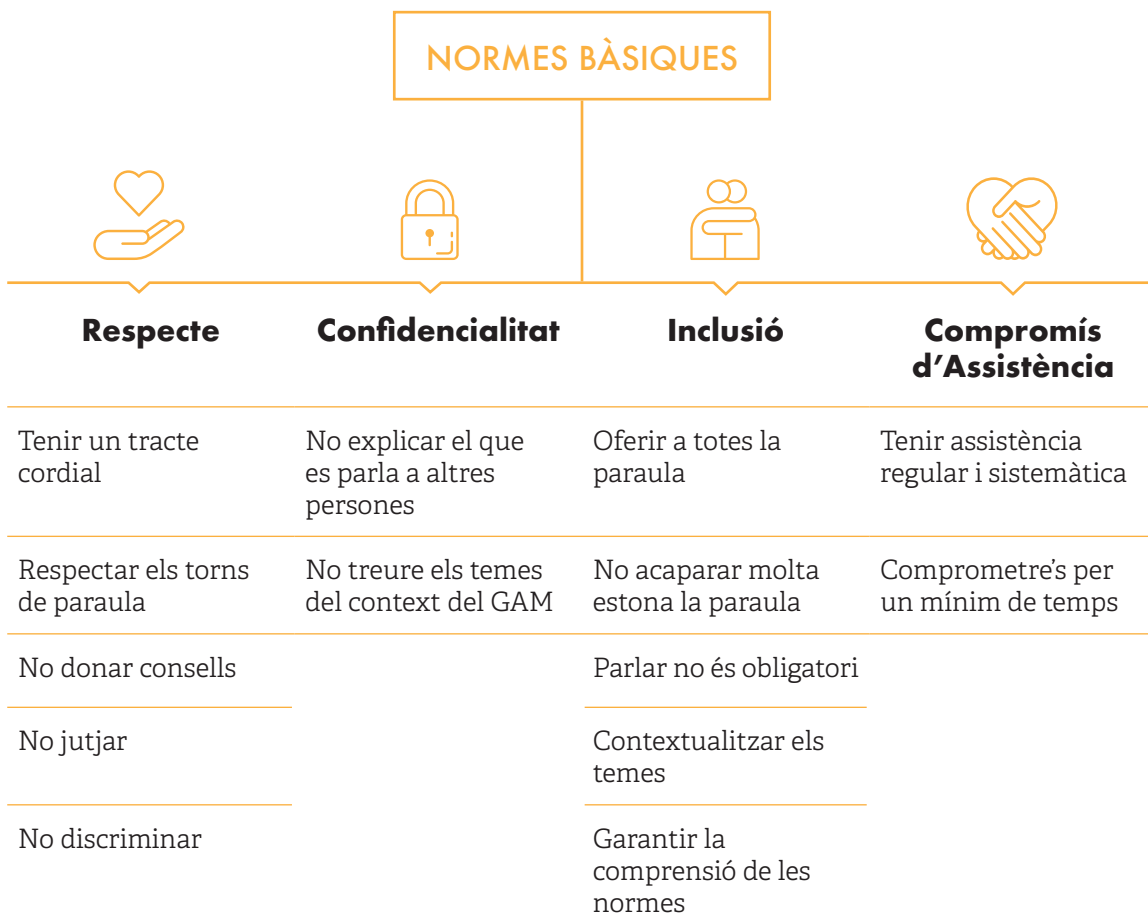 NORMES BÀSIQUES
Respecte
Confidencialitat
Inclusió
Compromís
d’Assistència
Tenir un tracte
cordial
No explicar el que
es parla a altres
persones
Oferir a totes la
paraula
Tenir assistència
regular i sistemàtica
Respectar els torns
de paraula
No treure els temes
del context del GAM
No acaparar molta
estona la paraula
Comprometre’s per
un mínim de temps
No donar consells
Parlar no és obligatori
No jutjar
Contextualitzar els
temes
No discriminar
Garantir la
comprensió de les
normes